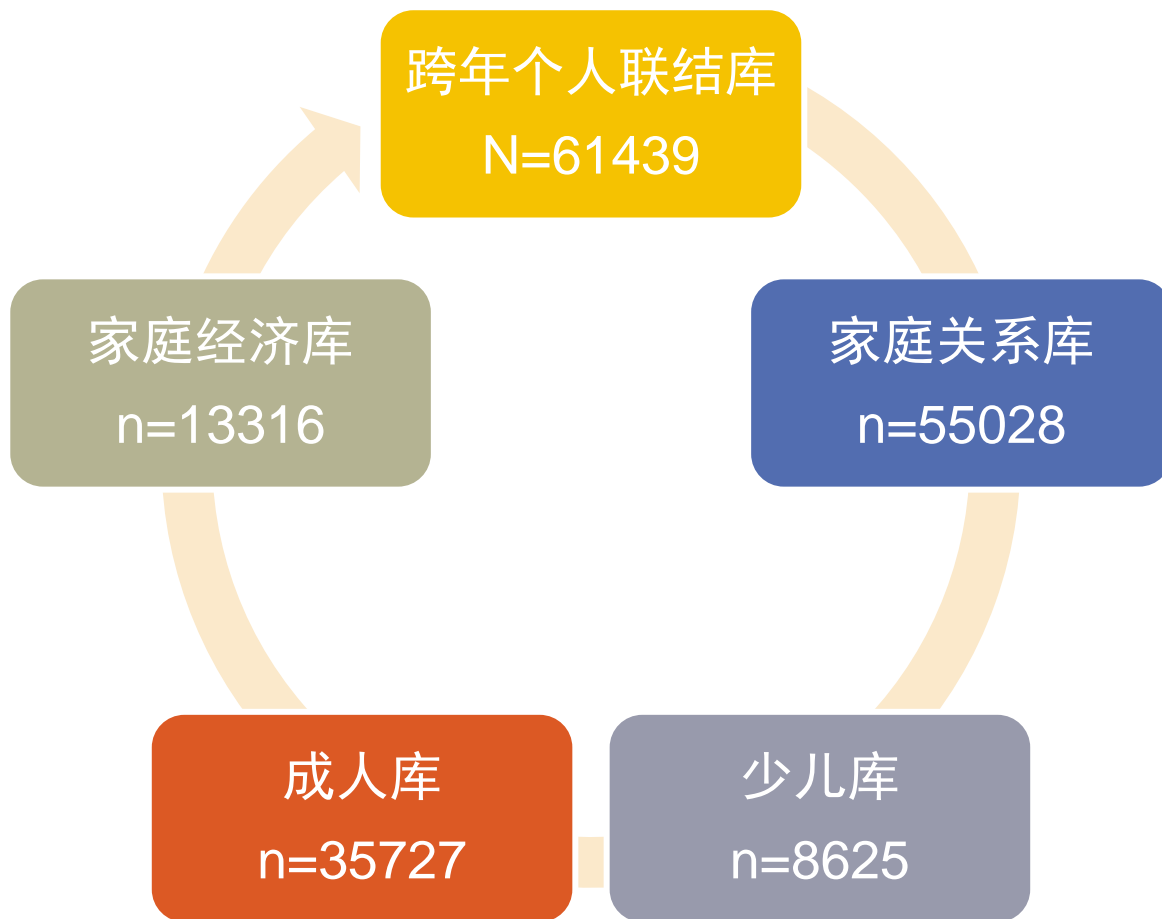 跨年个人联结库
N=61439
家庭经济库
n=13316
家庭关系库
n=55028
成人库
n=35727
少儿库
n=8625